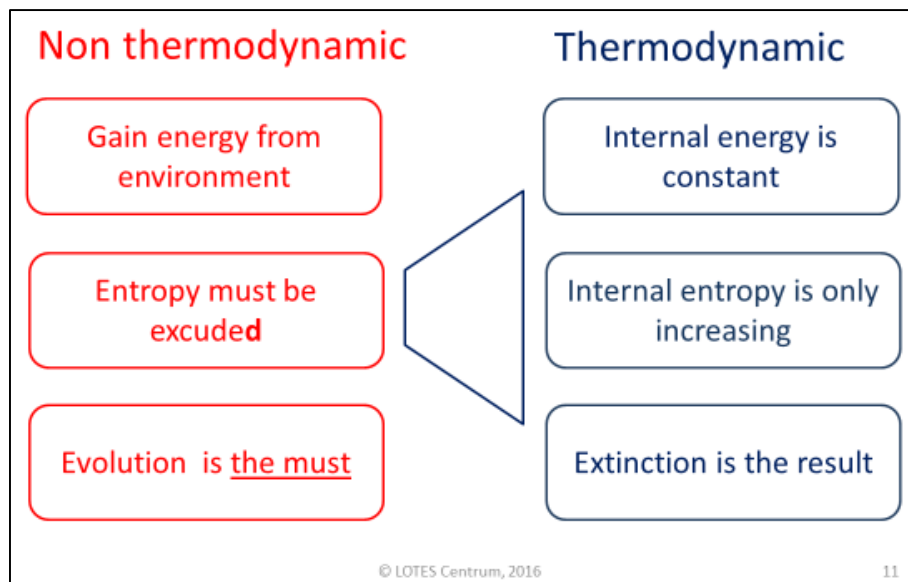 Non thermodynamic
Thermodynamic
Gain energy from
environment
Internal energy is
constant
Entropy must be
excuded
Internal entropy is only
increasing
Evolution is the must
Extinction is the result
© LOTES Centrum, 2016
11